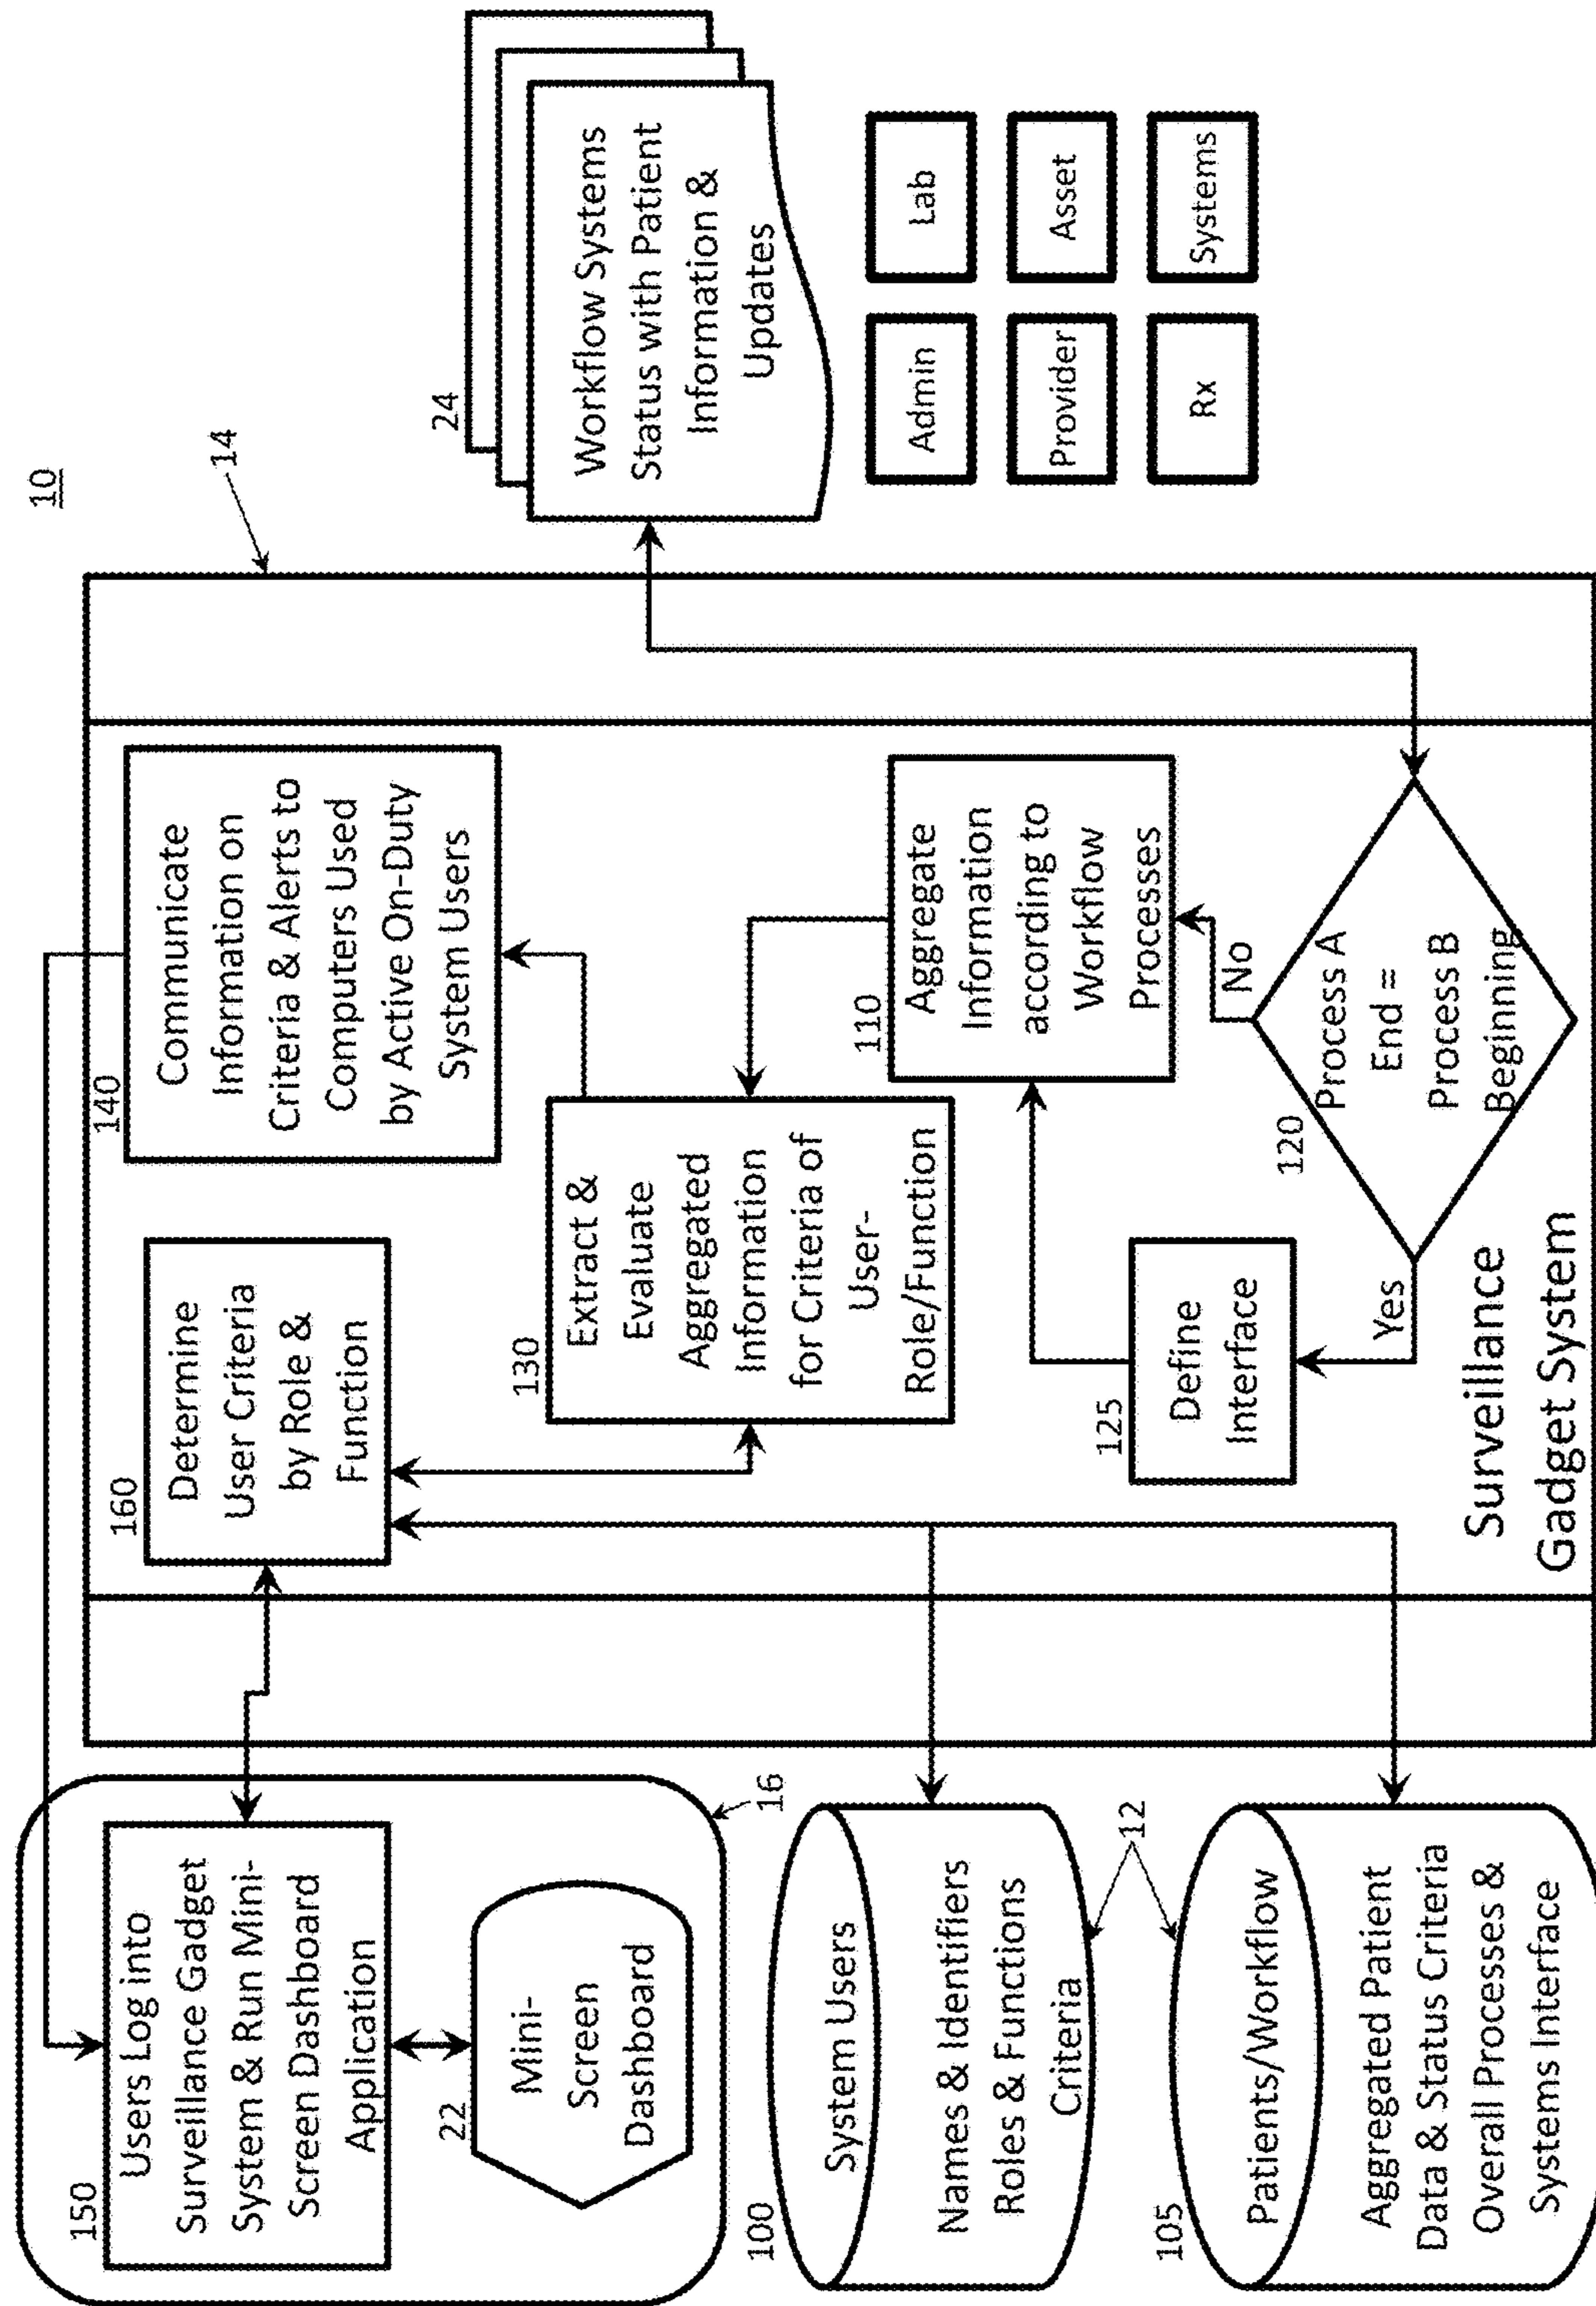 10
14
150
Users Log into
Surveillance Gadget
System & Run Mini-
Screen Dashboard
Application
22
Mini-
Screen
Dashboard
16
100
System Users
Names & Identifiers
Roles & Functions
Criteria
12
105
Patients/Workflow
Aggregated Patient
Data & Status Criteria
Overall Processes &
Systems Interface
160
Determine
User Criteria
by Role &
Function
140
Communicate
Information on
Criteria & Alerts to
Computers Used
by Active On-Duty
System Users
130
Extract &
Evaluate
Aggregated
Information
for Criteria of
User-
Role/Function
110
Aggregate
Information
according to
Workflow
Processes
125
Define
Interface
Yes
No
120
Process A
End =
Process B
Beginning
Surveillance
Gadget System
24
Workflow Systems
Status with Patient
Information &
Updates
Admin
Lab
Provider
Asset
Rx
Systems